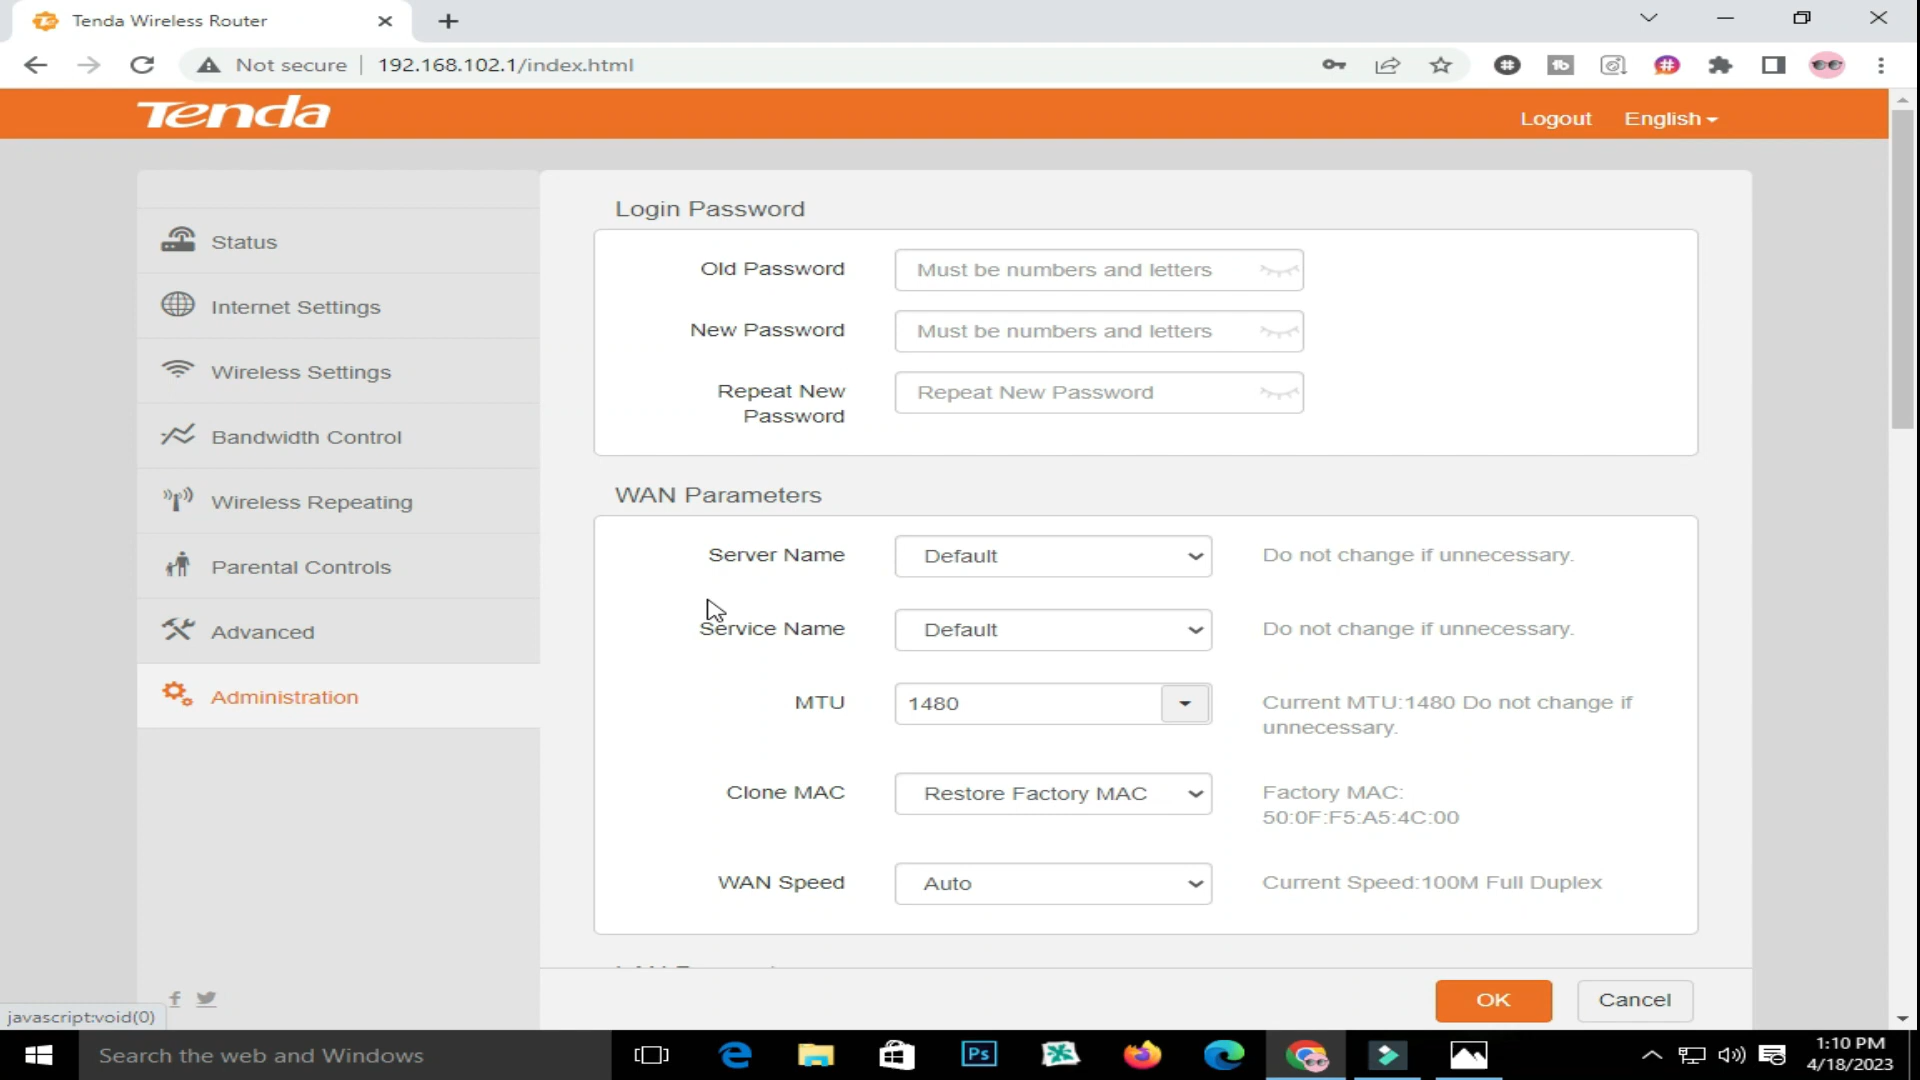 Tenda Wireless Router
Not secure 192.168.102.1/index.html
Tenda
Logout English
Status
Internet Settings
Wireless Settings
Bandwidth Control
Wireless Repeating
Parental Controls
Advanced
Administration
Login Password
Old Password Must be numbers and letters
New Password Must be numbers and letters
Repeat New Repeat New Password
Password
WAN Parameters
Server Name Default Do not change if unnecessary.
Service Name Default Do not change if unnecessary.
MTU 1480 Current MTU:1480 Do not change if
unnecessary.
Clone MAC Restore Factory MAC Factory MAC:
50:0F:F5:A5:4C:00
WAN Speed Auto Current Speed:100M Full Duplex
OK Cancel
javascript:void(0)
Search the web and Windows
Ps
1:10 PM
4/18/2023